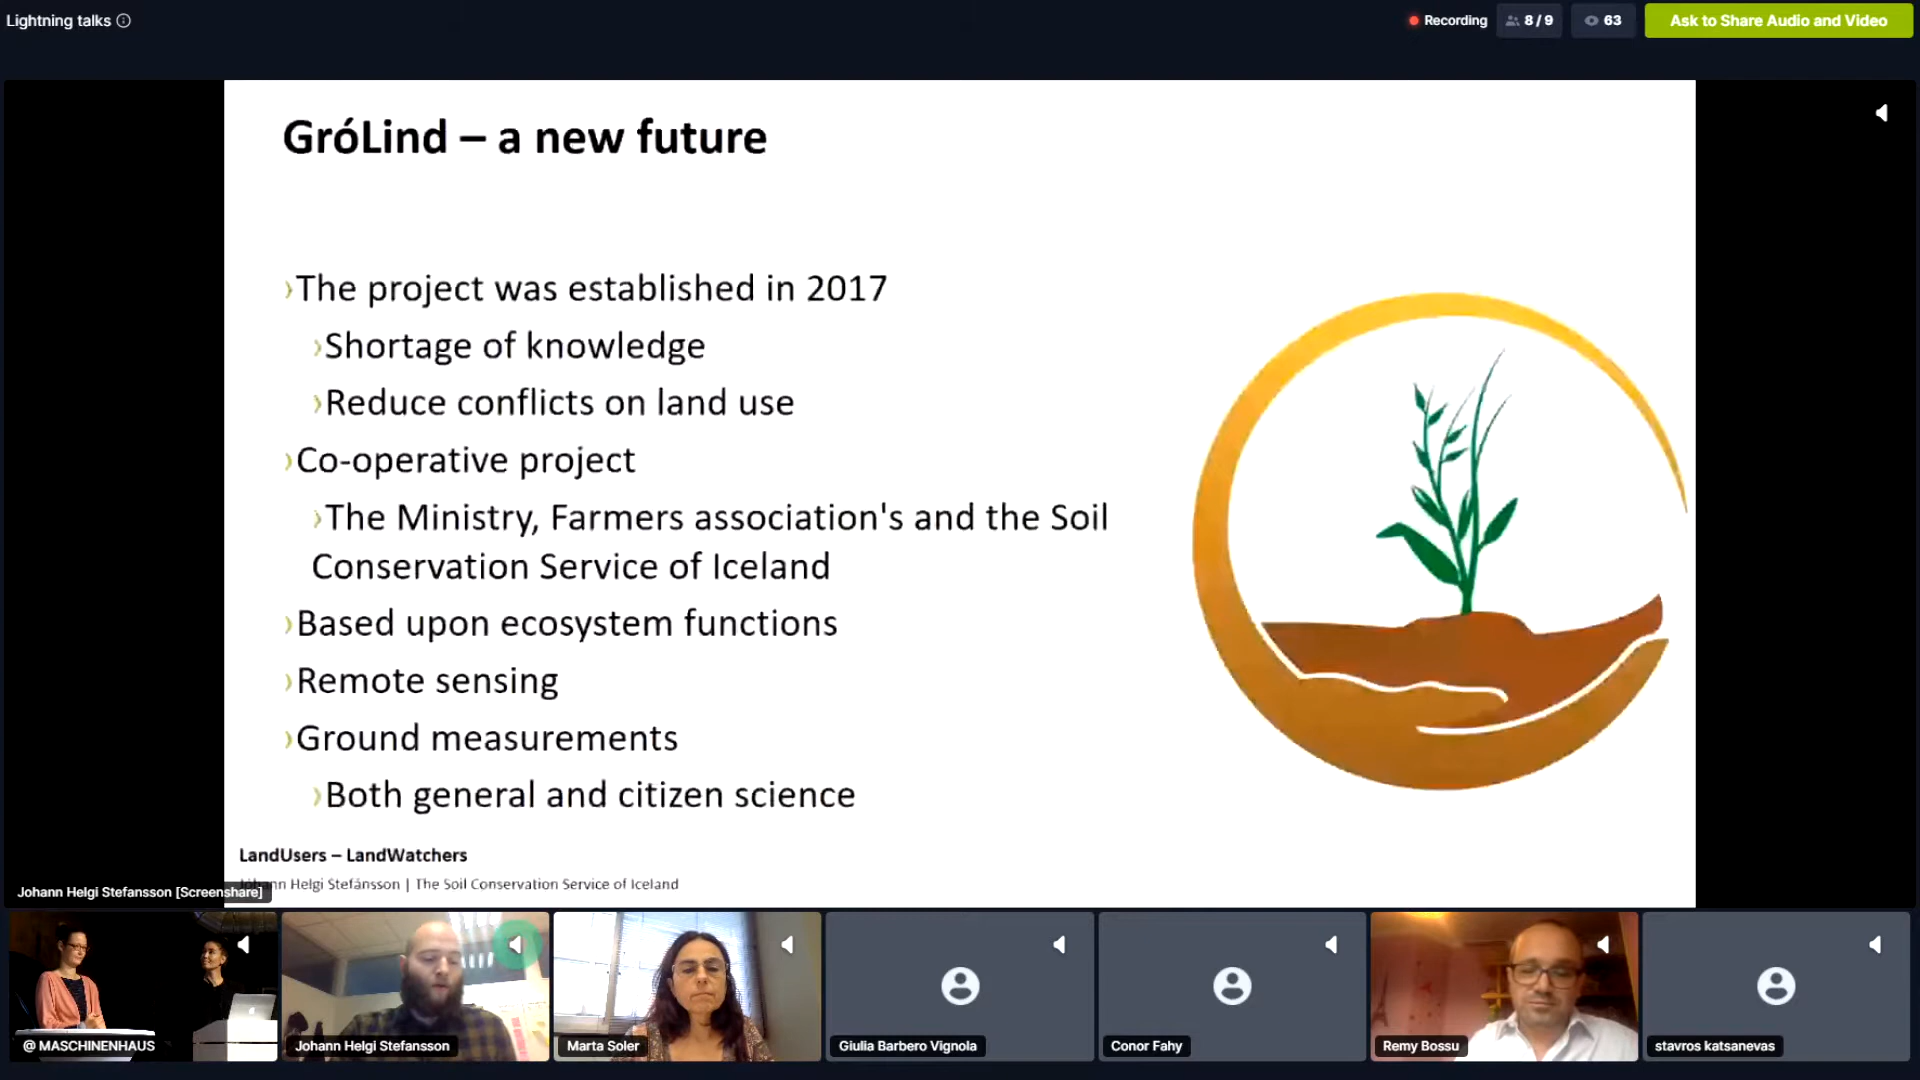 Lightning talks
Recording
8 / 9
63
Ask to Share Audio and Video
GróLind – a new future
›The project was established in 2017
›Shortage of knowledge
›Reduce conflicts on land use
›Co-operative project
›The Ministry, Farmers association's and the Soil
Conservation Service of Iceland
›Based upon ecosystem functions
›Remote sensing
›Ground measurements
›Both general and citizen science
LandUsers – LandWatchers
Jóhann Helgi Stefánsson | The Soil Conservation Service of Iceland
Johann Helgi Stefansson [Screenshare]
@ MASCHINENHAUS
Johann Helgi Stefansson
Marta Soler
Giulia Barbero Vignola
Conor Fahy
Remy Bossu
stavros katsanevas